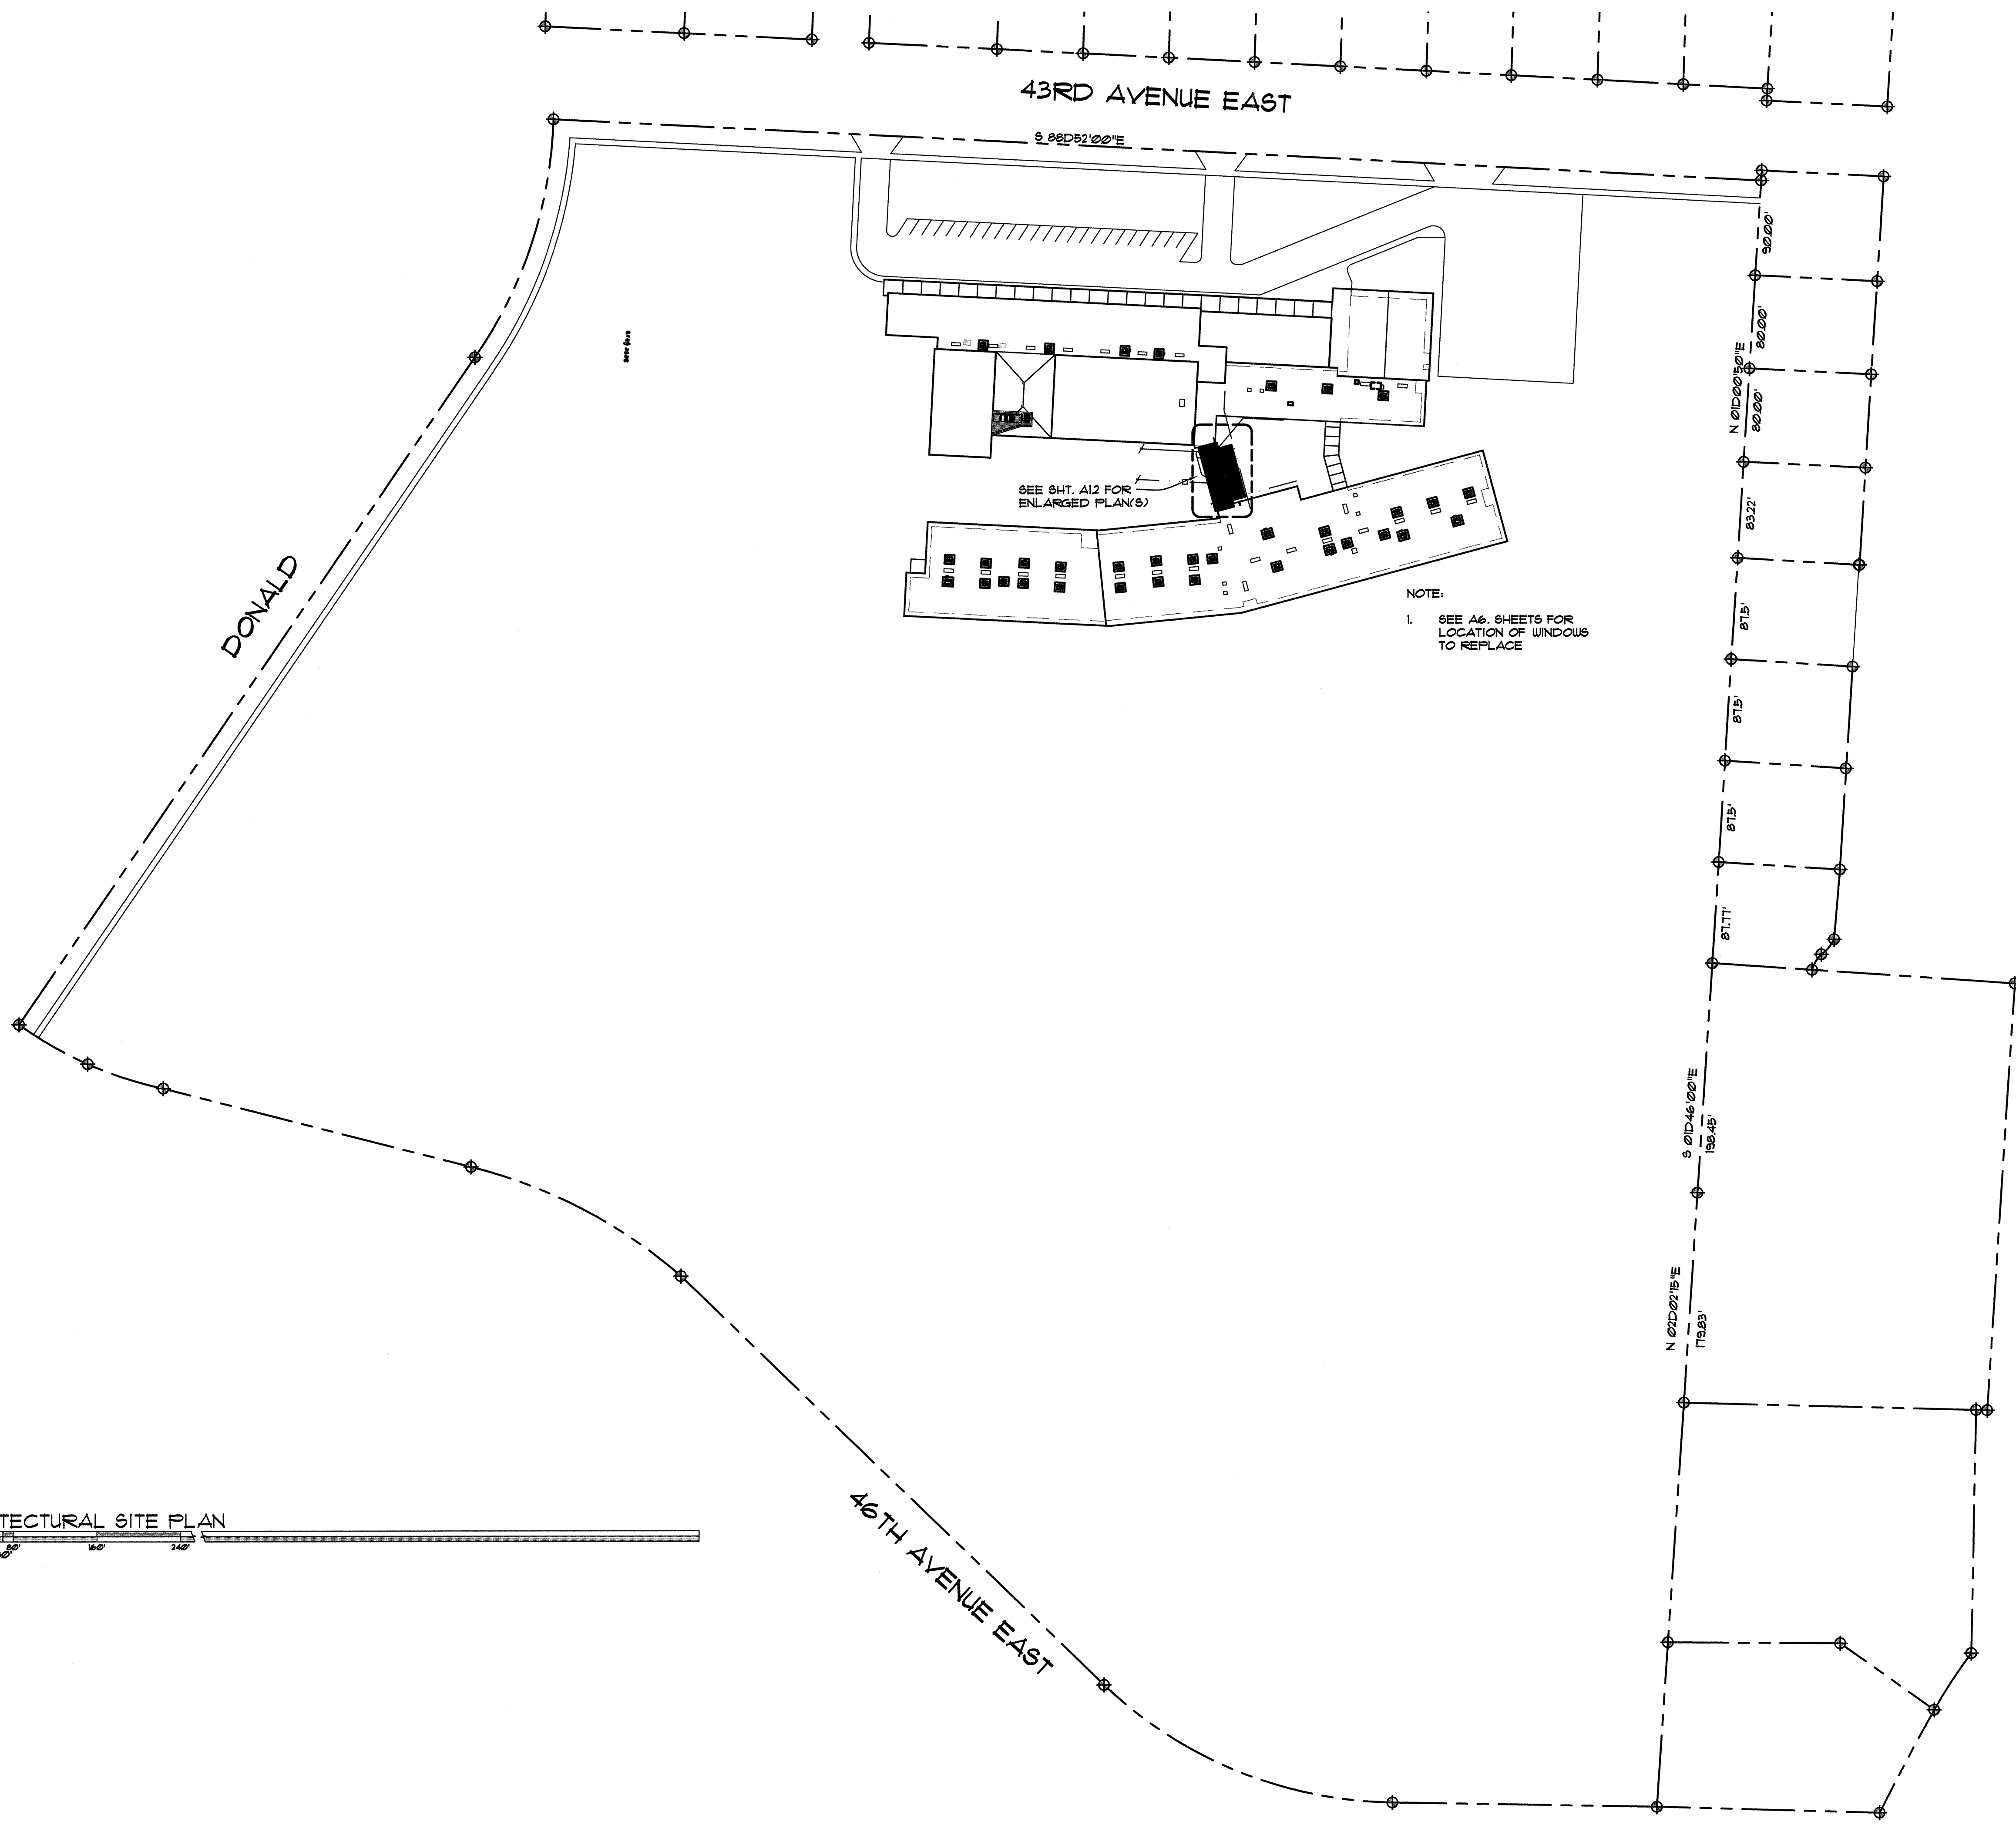 43RD AVENUE EAST
S 88D52'00"E
90.00'
80.00'
N 01D00'50"E
80.00'
SEE SHT. A1.2 FOR
ENLARGED PLAN(S)
83.22'
DONALD
NOTE:
1. SEE A6. SHEETS FOR
LOCATION OF WINDOWS
TO REPLACE
87.5'
87.5'
87.5'
87.77'
S 01D46'00"E
198.45'
N 02D02'15"E
179.83'
46TH AVENUE EAST
TECTURAL SITE PLAN
80'
160'
240'